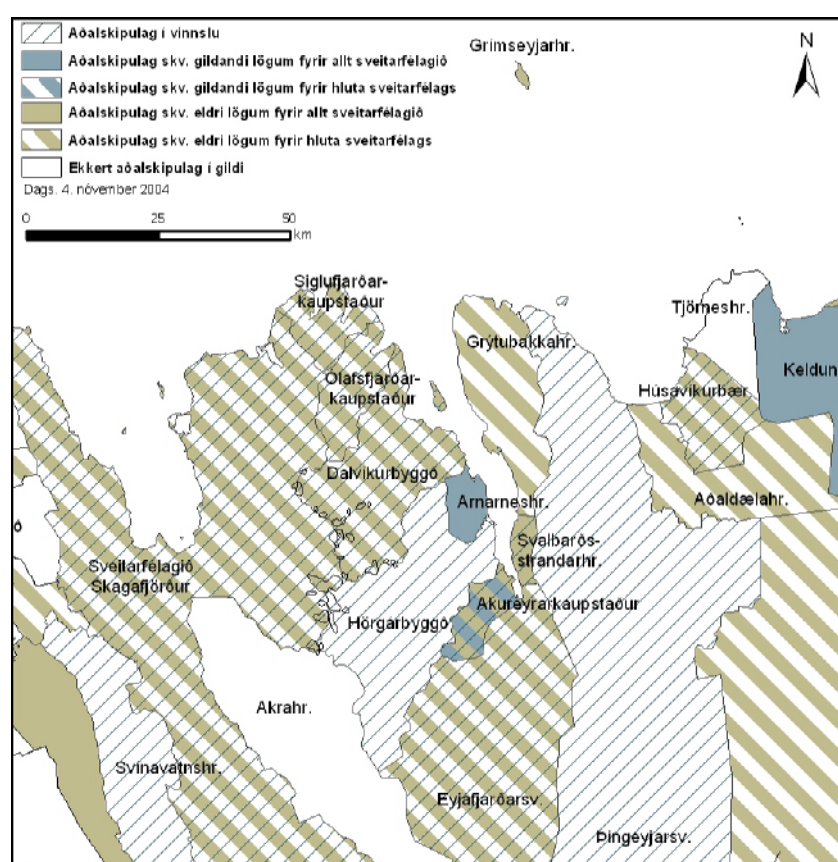 Aðalskipulag í vinnslu
Aðalskipulag skv. gildandi lögum fyrir allt sveitarfélagið
Aðalskipulag skv. gildandi lögum fyrir hluta sveitarfélags
Aðalskipulag skv. eldri lögum fyrir allt sveitarfélagið
Aðalskipulag skv. eldri lögum fyrir hluta sveitarfélags
Ekkert aðalskipulag í gildi
Dags. 4. nóvember 2004
0 25 50
km
N
Grímseyjarhr.
Siglufjarðar-
kaupstaður
Tjörneshr.
Grýtubakkahr.
Keldun
Ólafsfjarðar-
kaupstaður
Húsavíkurbær
Dalvíkurbyggð
Arnarneshr.
Aðaldælahr.
ð
Svalbarðs-
strandarhr.
Sveitarfélagið
Skagafjörður
Akureyrarkaupstaður
Hörgárbyggð
Akrahr.
Svínavatnshr.
Eyjafjarðarsv.
Þingeyjarsv.